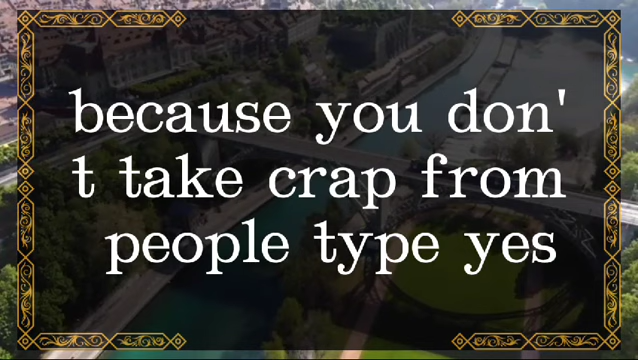 because you don'
t take crap from
people type yes